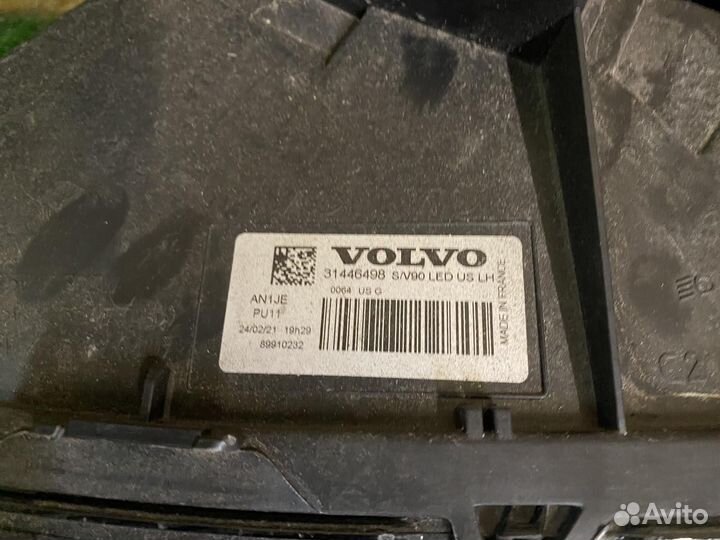 VOLVO
31446498 S/V90 LED US LH
0064 US G
AN1JE
PU11
24/02/21 19h29
89910232
MADE IN FRANCE
C2
Avito